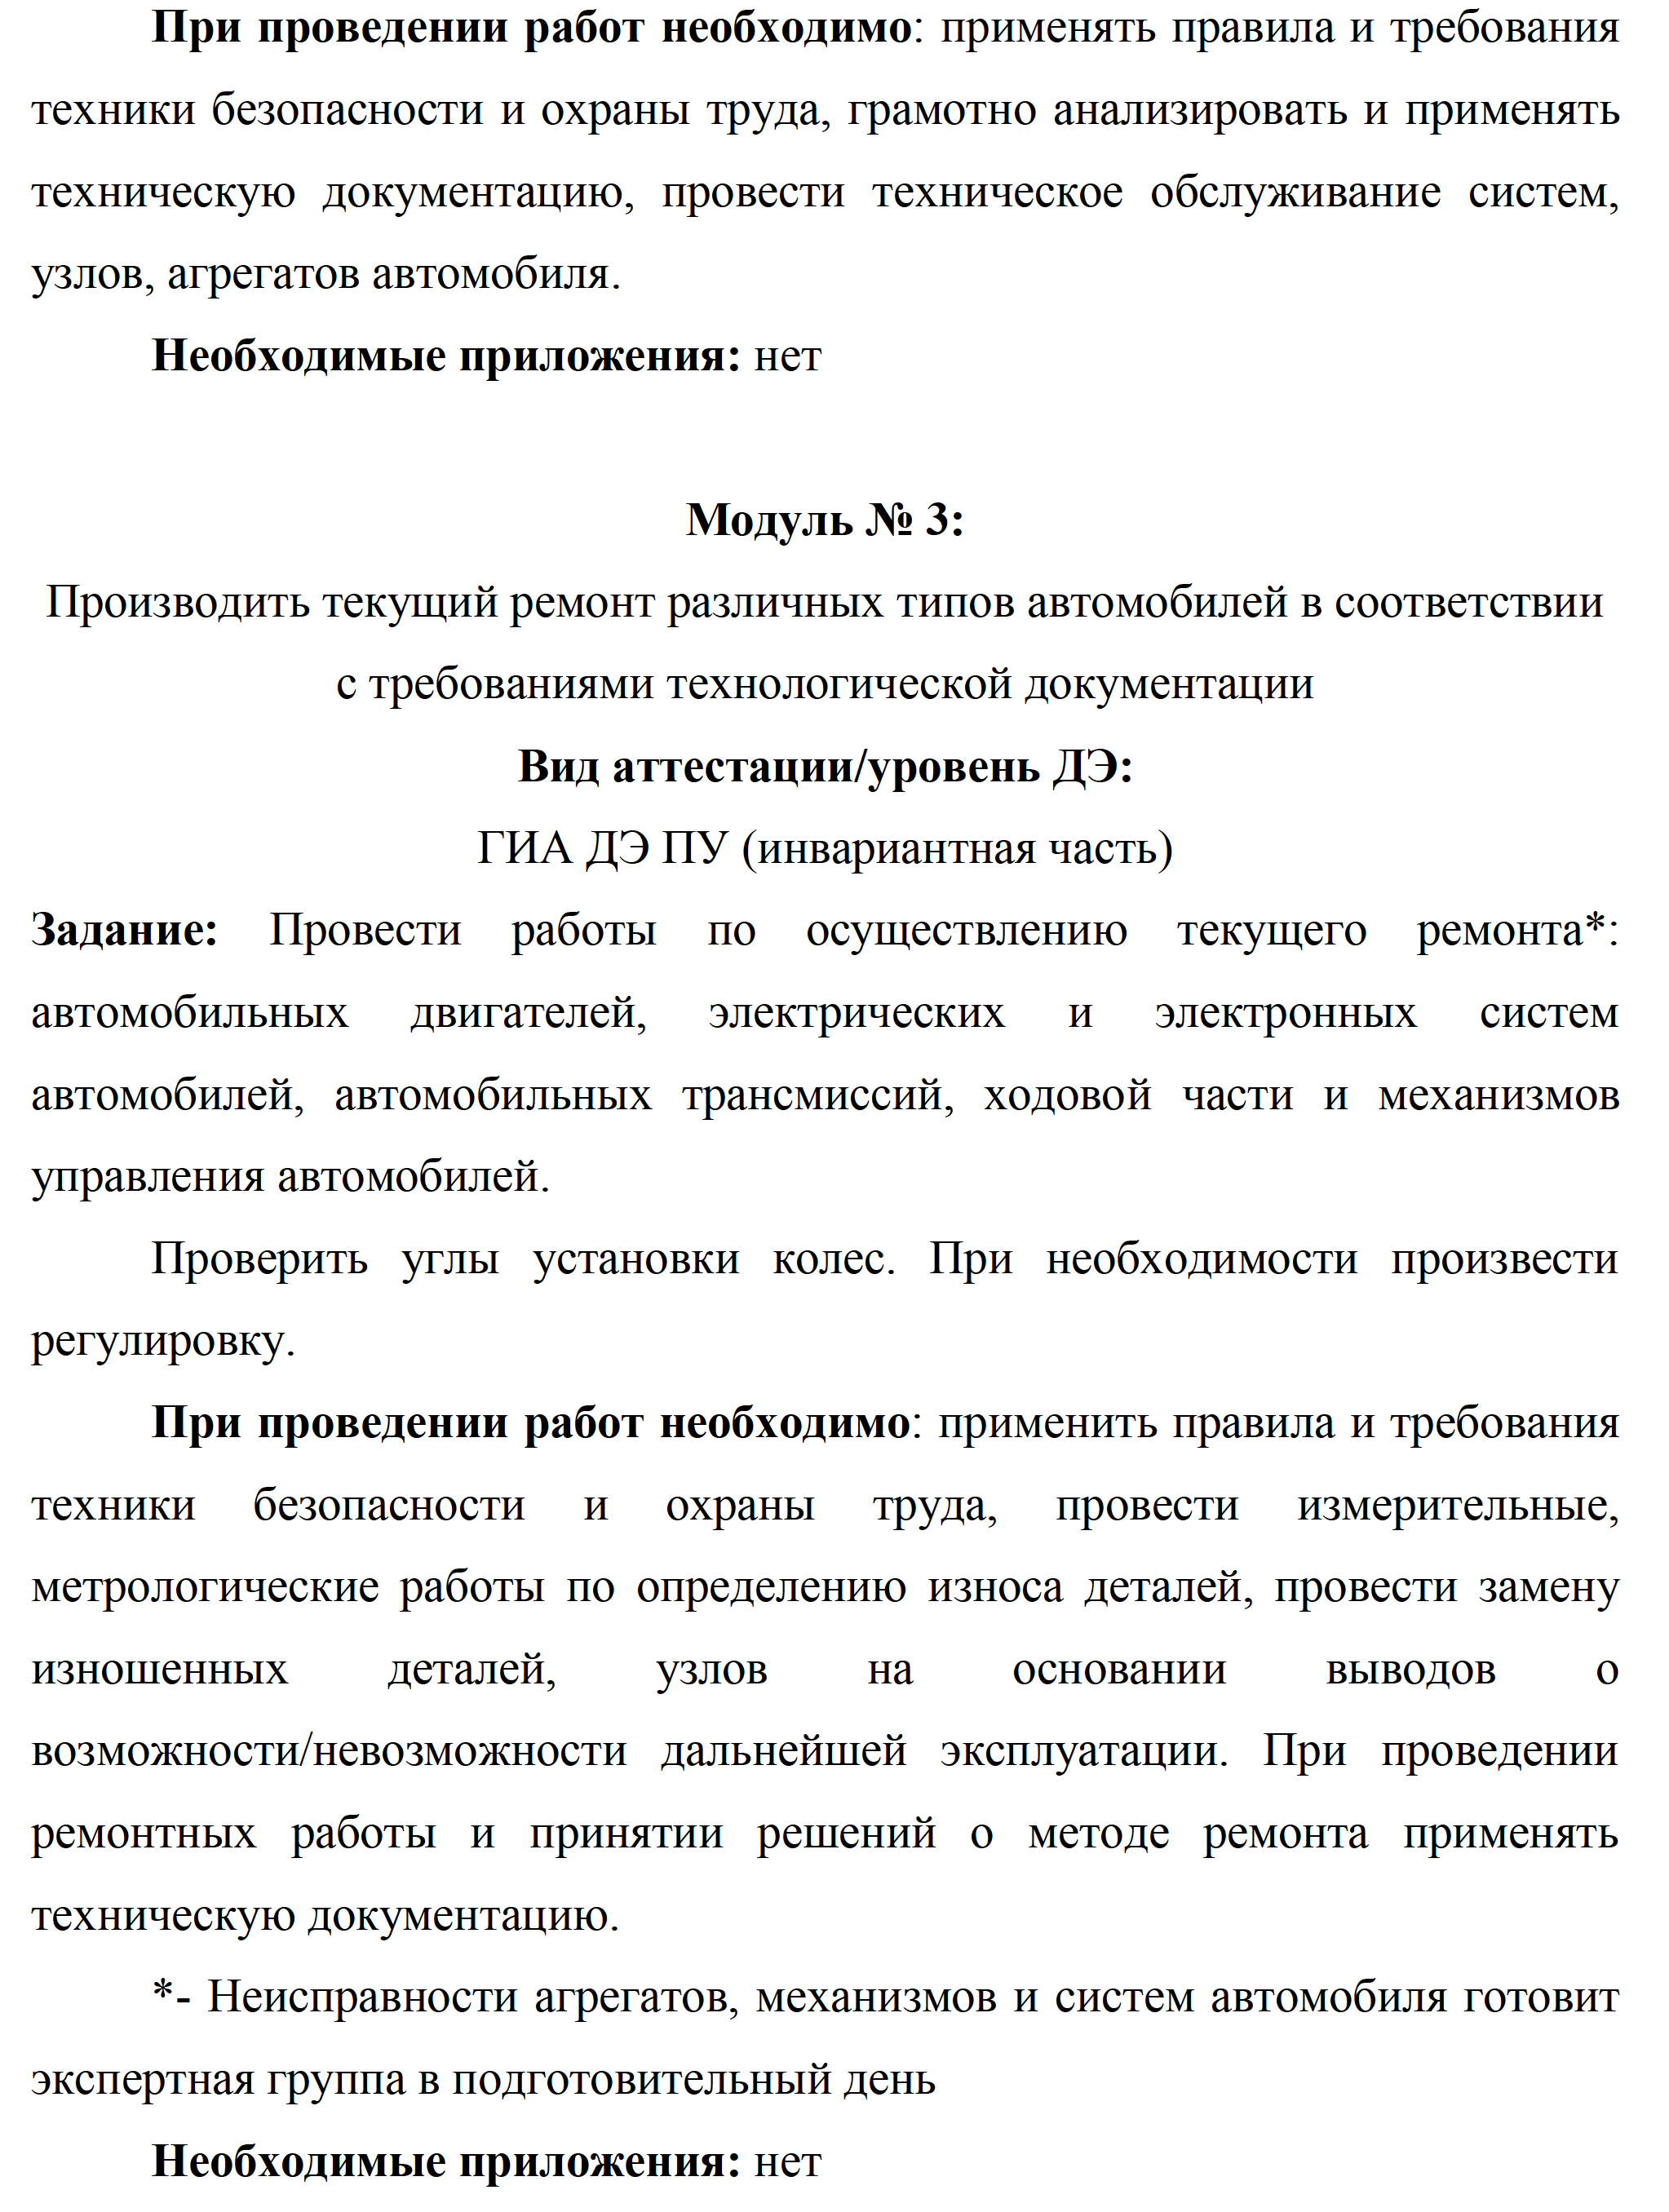 При проведении работ необходимо: применять правила и требования
техники безопасности и охраны труда, грамотно анализировать и применять
техническую документацию, провести техническое обслуживание систем,
узлов, агрегатов автомобиля.
Необходимые приложения: нет
Модуль № 3:
Производить текущий ремонт различных типов автомобилей в соответствии
с требованиями технологической документации
Вид аттестации/уровень ДЭ:
ГИА ДЭ ПУ (инвариантная часть)
Задание: Провести работы по осуществлению текущего ремонта*:
автомобильных двигателей, электрических и электронных систем
автомобилей, автомобильных трансмиссий, ходовой части и механизмов
управления автомобилей.
Проверить углы установки колес. При необходимости произвести
регулировку.
При проведении работ необходимо: применить правила и требования
техники безопасности и охраны труда, провести измерительные,
метрологические работы по определению износа деталей, провести замену
изношенных деталей, узлов на основании выводов о
возможности/невозможности дальнейшей эксплуатации. При проведении
ремонтных работы и принятии решений о методе ремонта применять
техническую документацию.
*- Неисправности агрегатов, механизмов и систем автомобиля готовит
экспертная группа в подготовительный день
Необходимые приложения: нет